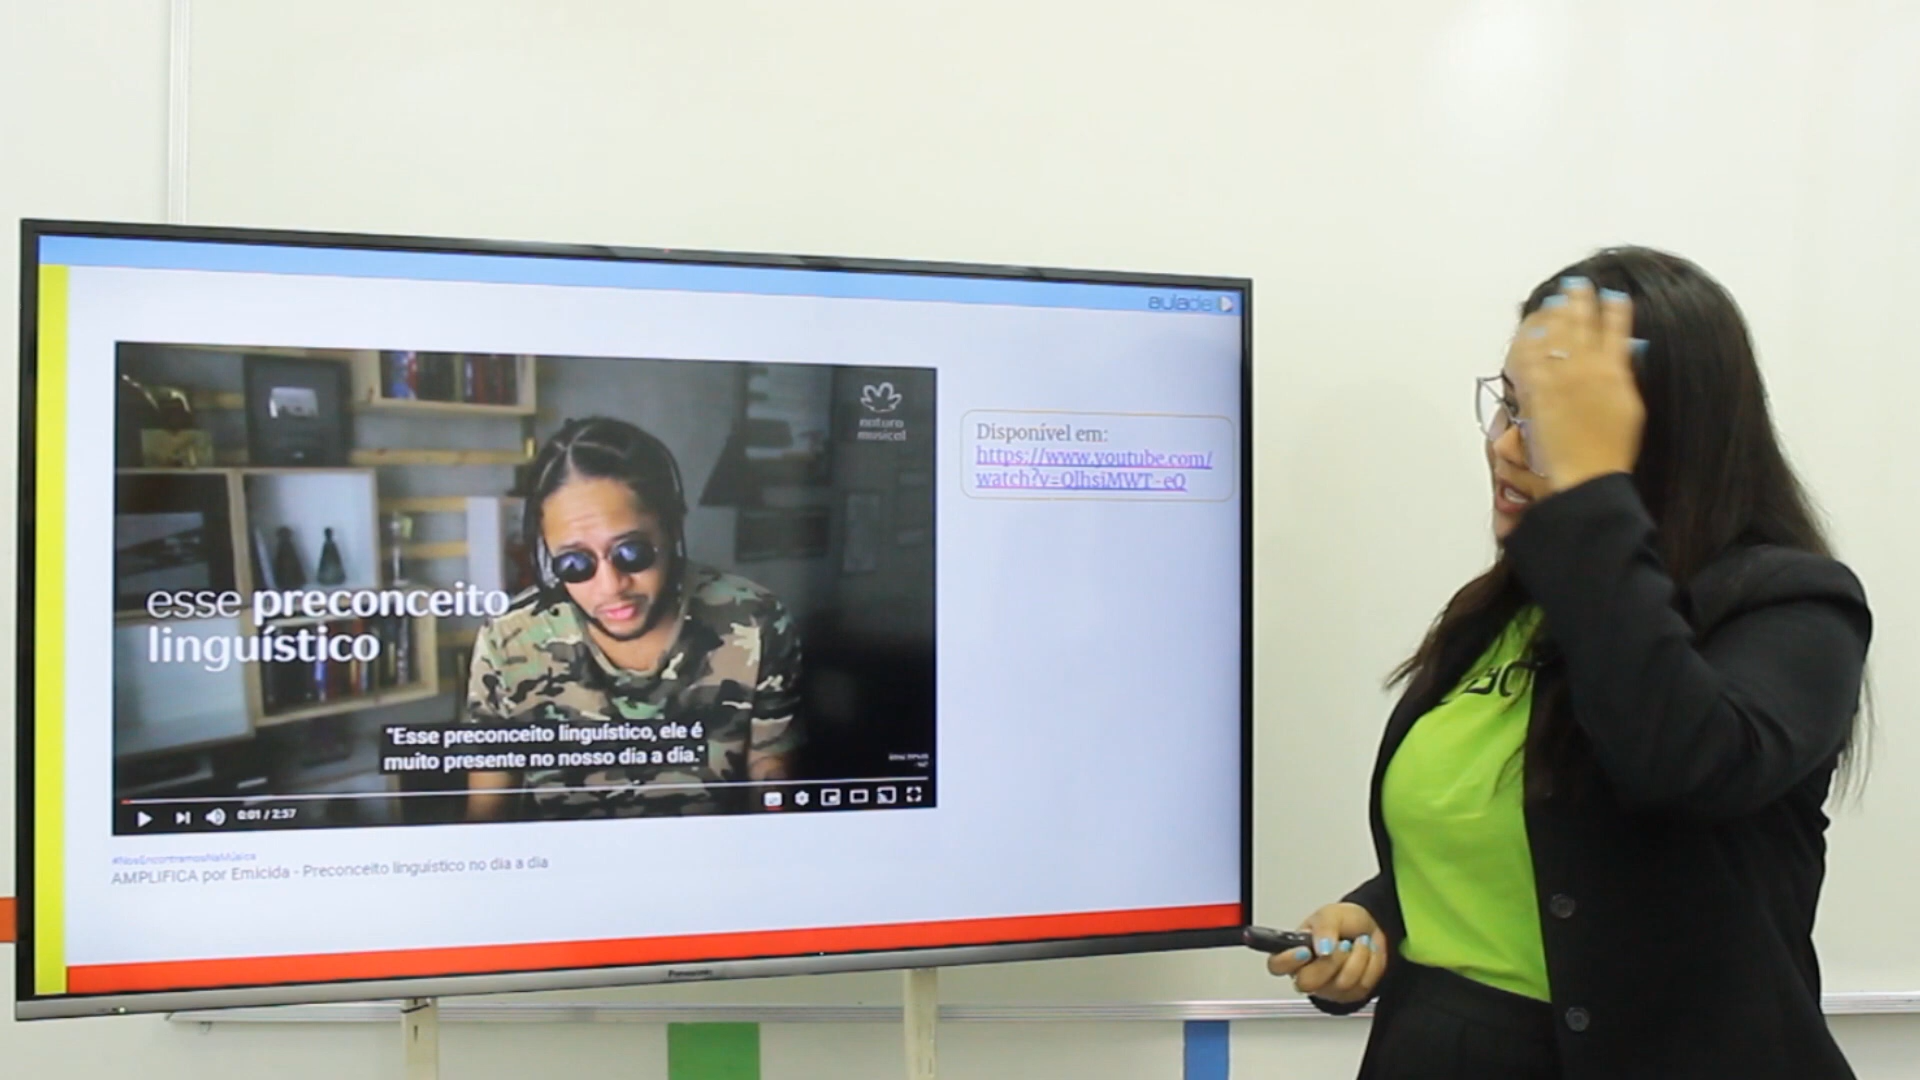 aulade
natura
musical
Disponível em:
https://www.youtube.com/
watch?v=QlhsiMWT-eQ
esse preconceito
linguístico
"Esse preconceito linguístico, ele é
muito presente no nosso dia a dia."
0:01 / 2:57
#NosEncontramosNaMúsica
AMPLIFICA por Emicida - Preconceito linguístico no dia a dia
Panasonic